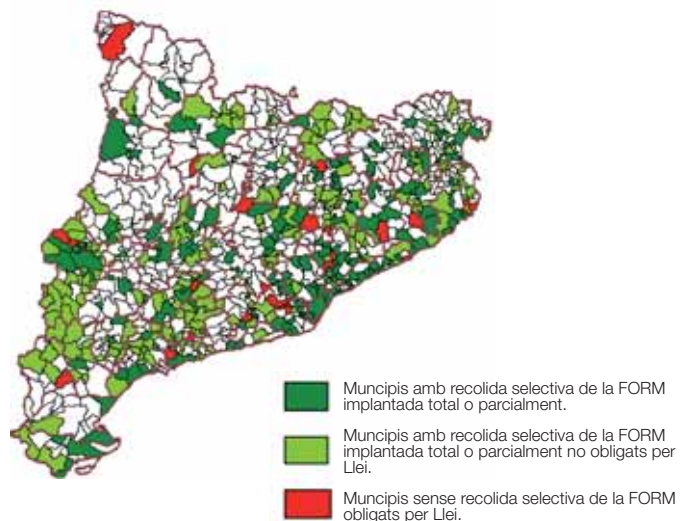 Muncipis amb recolida selectiva de la FORM
implantada total o parcialment.
Muncipis amb recolida selectiva de la FORM
implantada total o parcialment no obligats per
Llei.
Muncipis sense recolida selectiva de la FORM
obligats per Llei.